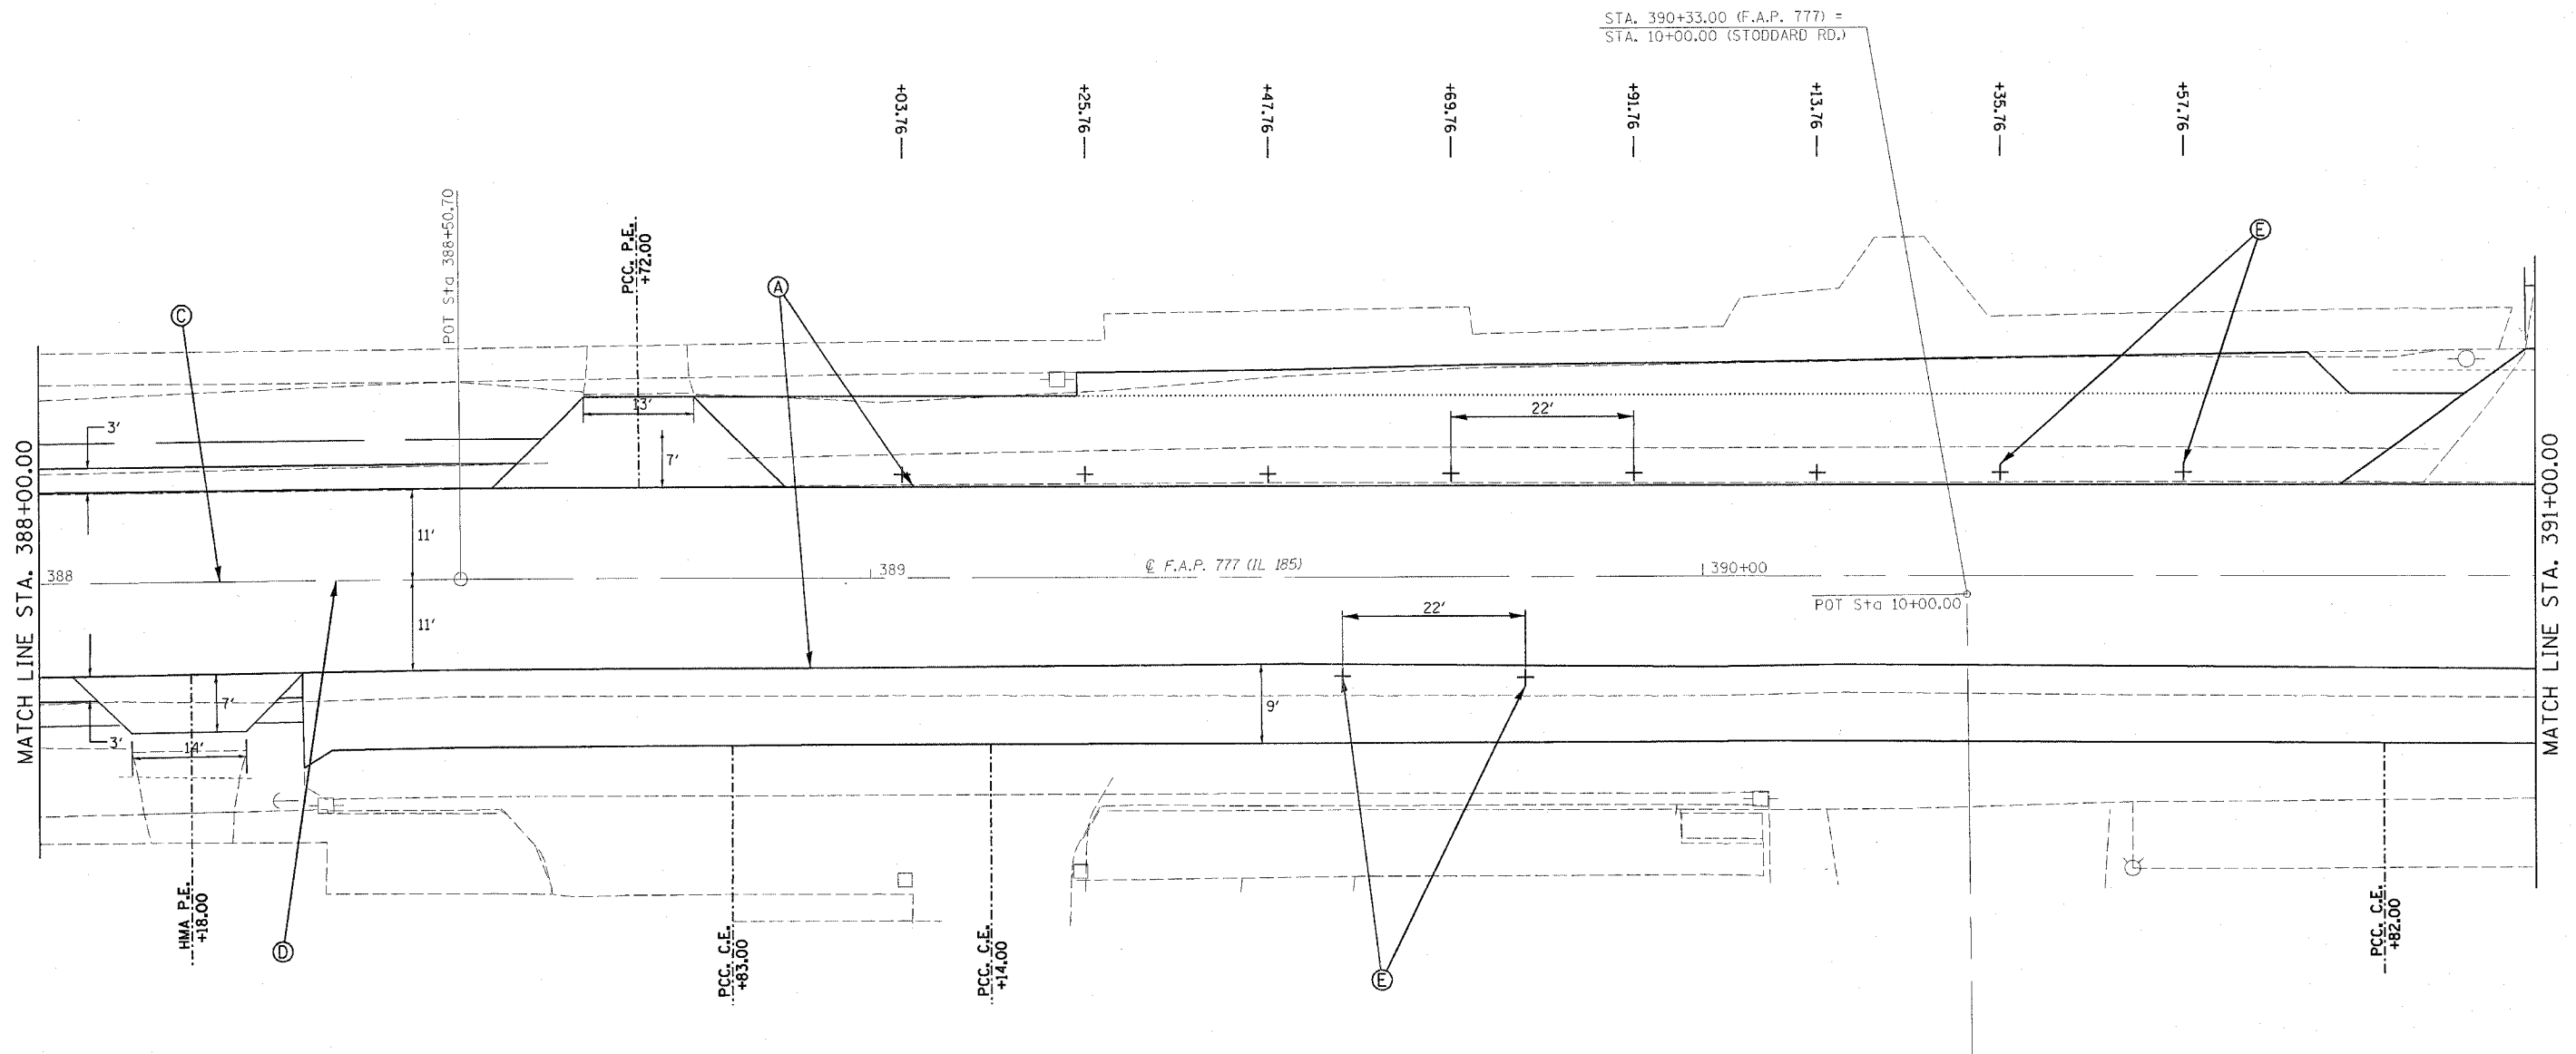 STA. 390+33.00 (F.A.P. 777) =
STA. 10+00.00 (STODDARD RD.)
+03.76
+25.76
+47.76
+69.76
+91.76
+13.76
+35.76
+57.76
POT Sta 388+50.70
PCC. P.E.
+72.00
A
E
C
13'
22'
3'
7'
MATCH LINE STA. 388+00.00
MATCH LINE STA. 391+00.00
11'
388
389
℄ F.A.P. 777 (IL 185)
390+00
POT Sta 10+00.00
11'
22'
7'
9'
3'
14'
HMA P.E.
+18.00
D
PCC. C.E.
+83.00
PCC. C.E.
+14.00
E
PCC. C.E.
+82.00